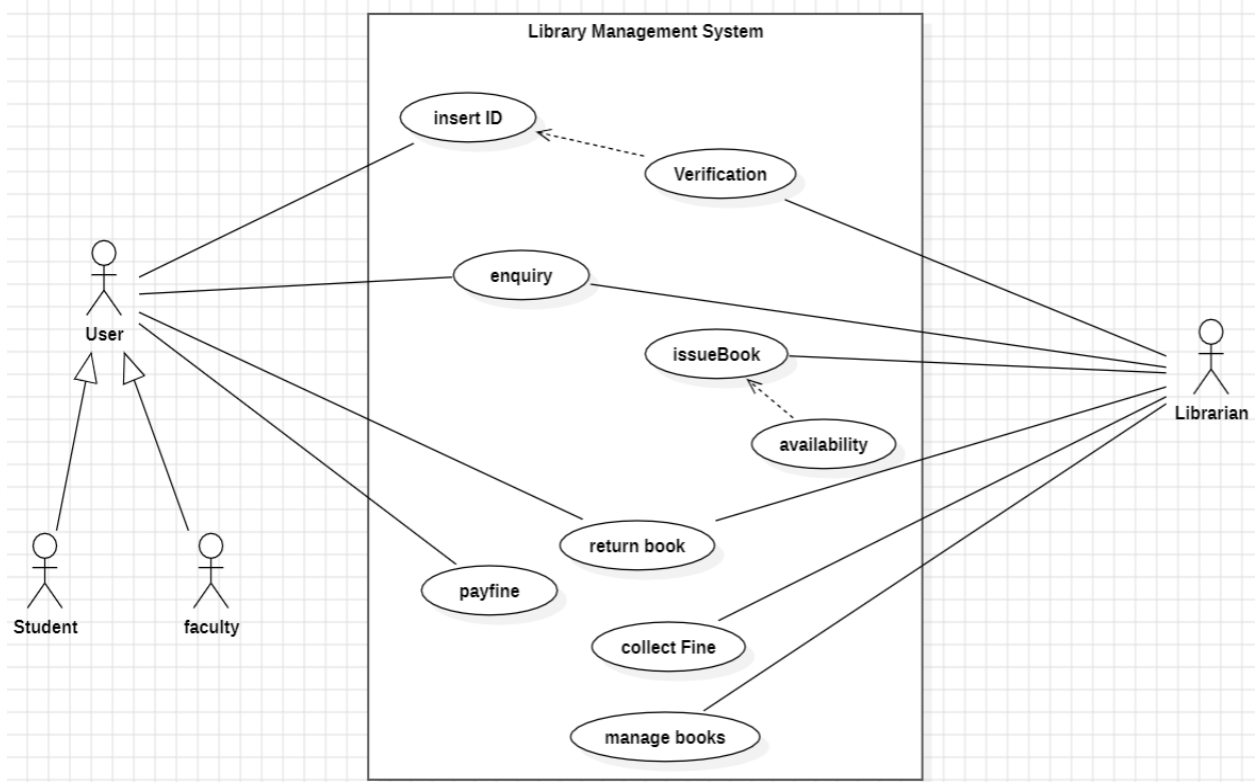 Library Management System
insert ID
Verification
enquiry
User
issueBook
Librarian
availability
return book
payfine
Student
faculty
collect Fine
manage books